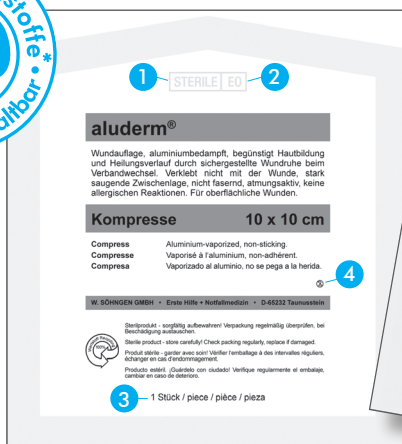 stoffe *
altbar •
1 STERILE EO 2
aluderm®
Wundauflage, aluminiumbedampft, begünstigt Hautbildung
und Heilungsverlauf durch sichergestellte Wundruhe beim
Verbandwechsel. Verklebt nicht mit der Wunde, stark
saugende Zwischenlage, nicht fasernd, atmungsaktiv, keine
allergischen Reaktionen. Für oberflächliche Wunden.
Kompresse 10 x 10 cm
Compress Aluminium-vaporized, non-sticking.
Compresse Vaporisé à l'aluminium, non-adhérent.
Compresa Vaporizado al aluminio, no se pega a la herida.
4
W. SÖHNGEN GMBH • Erste Hilfe • Notfallmedizin • D-65232 Taunusstein
Sterilprodukt - sorgfältig aufbewahren! Verpackung regelmäßig überprüfen, bei
Beschädigung austauschen.
Sterile product - store carefully! Check packing regularly, replace if damaged.
Produit stérile - garder avec soin! Vérifier l'emballage à des intervalles réguliers,
échanger en cas d'endommagement.
Producto estéril. ¡Guárdelo con ciudado! Verifique regularmente el embalaje,
cambiar en caso de deterioro.
100%
3 1 Stück / piece / pièce / pieza